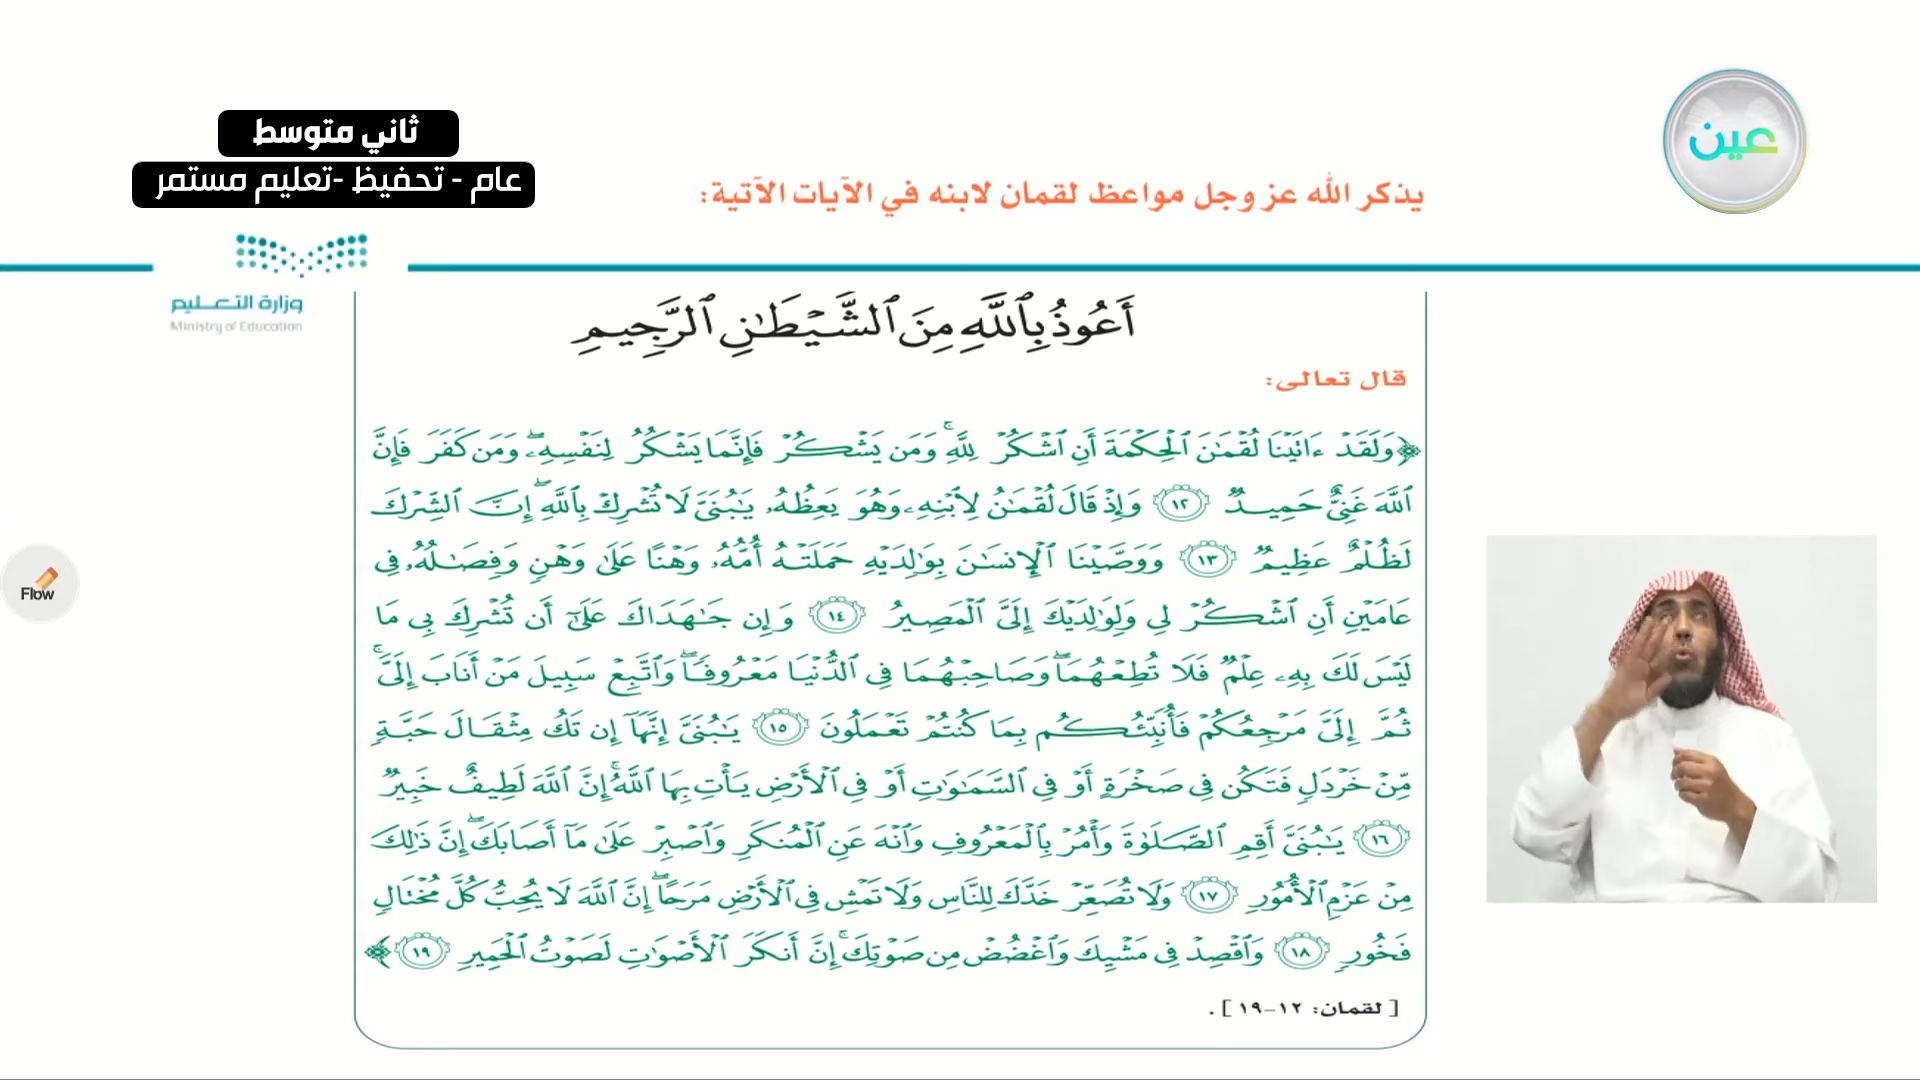 عين
ثاني متوسط
عام - تحفيظ -تعليم مستمر
يذكر الله عز وجل مواعظ لقمان لابنه في الآيات الآتية:
وزارة التعليم
Ministry of Education
أَعُوذُ بِٱللَّهِ مِنَ ٱلشَّيْطَٰنِ ٱلرَّجِيمِ
قال تعالى:
﴿وَلَقَدْ ءَاتَيْنَا لُقْمَٰنَ ٱلْحِكْمَةَ أَنِ ٱشْكُرْ لِلَّهِ ۚ وَمَن يَشْكُرْ فَإِنَّمَا يَشْكُرُ لِنَفْسِهِۦ ۖ وَمَن كَفَرَ فَإِنَّ
ٱللَّهَ غَنِىٌّ حَمِيدٌ ١٢ وَإِذْ قَالَ لُقْمَٰنُ لِٱبْنِهِۦ وَهُوَ يَعِظُهُۥ يَٰبُنَىَّ لَا تُشْرِكْ بِٱللَّهِ ۖ إِنَّ ٱلشِّرْكَ
لَظُلْمٌ عَظِيمٌ ١٣ وَوَصَّيْنَا ٱلْإِنسَٰنَ بِوَٰلِدَيْهِ حَمَلَتْهُ أُمُّهُۥ وَهْنًا عَلَىٰ وَهْنٍ وَفِصَٰلُهُۥ فِى
عَامَيْنِ أَنِ ٱشْكُرْ لِى وَلِوَٰلِدَيْكَ إِلَىَّ ٱلْمَصِيرُ ١٤ وَإِن جَٰهَدَاكَ عَلَىٰٓ أَن تُشْرِكَ بِى مَا
لَيْسَ لَكَ بِهِۦ عِلْمٌ فَلَا تُطِعْهُمَا ۖ وَصَاحِبْهُمَا فِى ٱلدُّنْيَا مَعْرُوفًا ۖ وَٱتَّبِعْ سَبِيلَ مَنْ أَنَابَ إِلَىَّ ۚ
ثُمَّ إِلَىَّ مَرْجِعُكُمْ فَأُنَبِّئُكُم بِمَا كُنتُمْ تَعْمَلُونَ ١٥ يَٰبُنَىَّ إِنَّهَآ إِن تَكُ مِثْقَالَ حَبَّةٍ
مِّنْ خَرْدَلٍ فَتَكُن فِى صَخْرَةٍ أَوْ فِى ٱلسَّمَٰوَٰتِ أَوْ فِى ٱلْأَرْضِ يَأْتِ بِهَا ٱللَّهُ ۚ إِنَّ ٱللَّهَ لَطِيفٌ خَبِيرٌ
١٦ يَٰبُنَىَّ أَقِمِ ٱلصَّلَوٰةَ وَأْمُرْ بِٱلْمَعْرُوفِ وَٱنْهَ عَنِ ٱلْمُنكَرِ وَٱصْبِرْ عَلَىٰ مَآ أَصَابَكَ ۖ إِنَّ ذَٰلِكَ
مِنْ عَزْمِ ٱلْأُمُورِ ١٧ وَلَا تُصَعِّرْ خَدَّكَ لِلنَّاسِ وَلَا تَمْشِ فِى ٱلْأَرْضِ مَرَحًا ۖ إِنَّ ٱللَّهَ لَا يُحِبُّ كُلَّ مُخْتَالٍ
فَخُورٍ ١٨ وَٱقْصِدْ فِى مَشْيِكَ وَٱغْضُضْ مِن صَوْتِكَ ۚ إِنَّ أَنكَرَ ٱلْأَصْوَٰتِ لَصَوْتُ ٱلْحَمِيرِ ١٩﴾
[ لقمان: ١٢-١٩ ] .
Flow